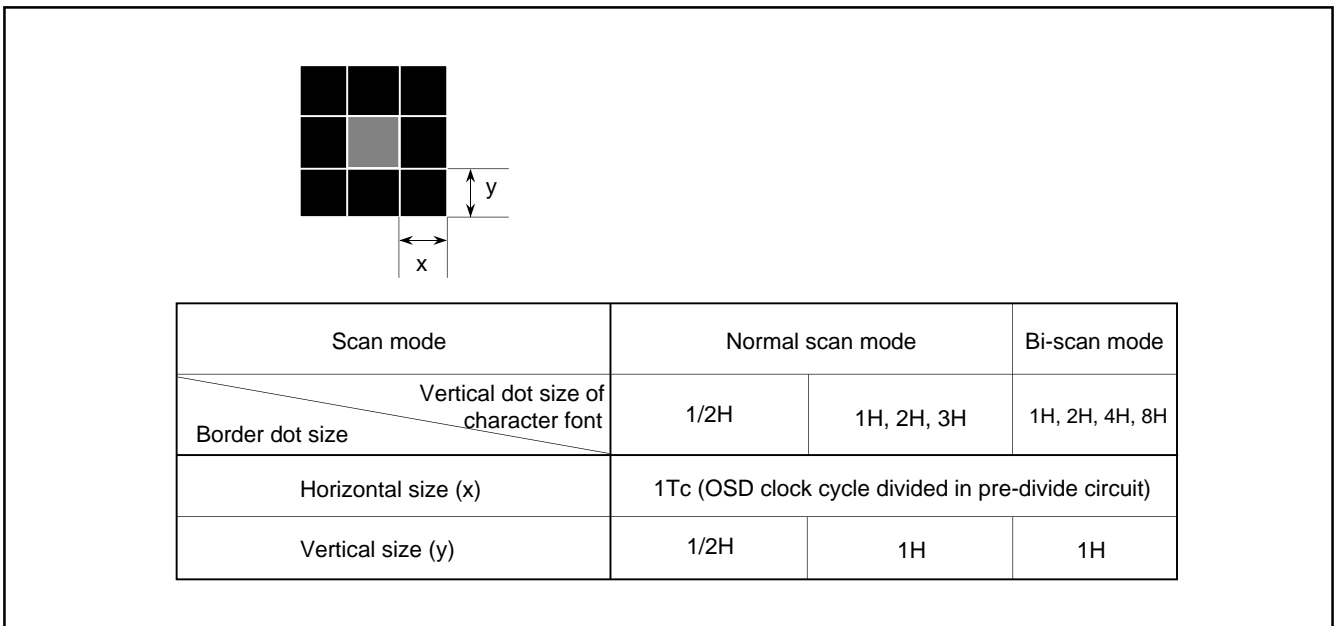 y
x
Scan mode
Normal scan mode
Bi-scan mode
Vertical dot size of
character font
Border dot size
1/2H
1H, 2H, 3H
1H, 2H, 4H, 8H
Horizontal size (x)
1Tc (OSD clock cycle divided in pre-divide circuit)
Vertical size (y)
1/2H
1H
1H